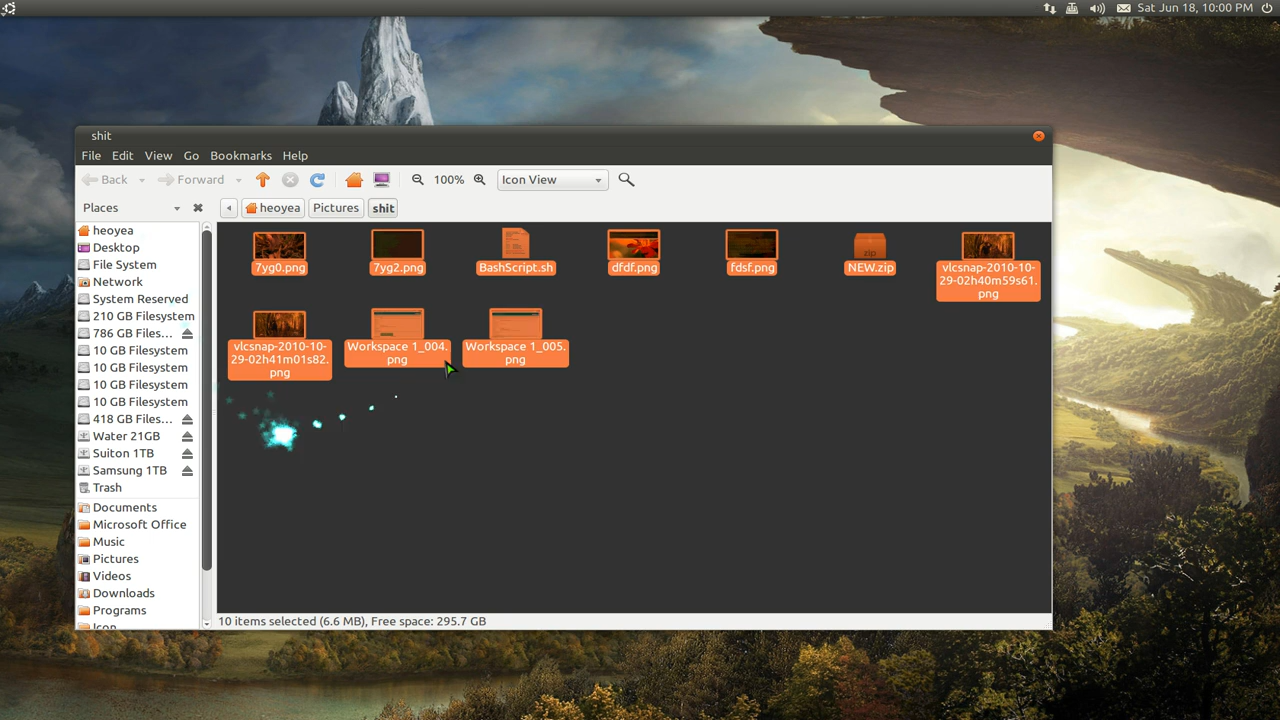 Sat Jun 18, 10:00 PM
shit
File Edit View Go Bookmarks Help
Back Forward 100% Icon View
Places heoyea Pictures shit
heoyea
Desktop
File System
Network
System Reserved
210 GB Filesystem
786 GB Files...
10 GB Filesystem
10 GB Filesystem
10 GB Filesystem
10 GB Filesystem
418 GB Files...
Water 21GB
Suiton 1TB
Samsung 1TB
Trash
Documents
Microsoft Office
Music
Pictures
Videos
Downloads
Programs
Icon
zip
7yg0.png 7yg2.png BashScript.sh dfdf.png fdsf.png NEW.zip vlcsnap-2010-10-
29-02h40m59s61.
png
vlcsnap-2010-10- Workspace 1_004. Workspace 1_005.
29-02h41m01s82. png png
png
10 items selected (6.6 MB), Free space: 295.7 GB